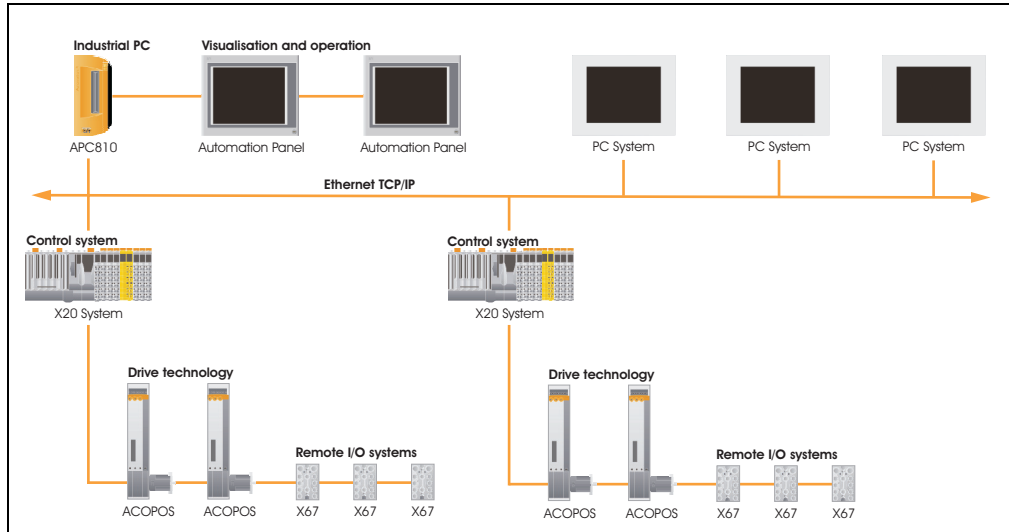 Industrial PC
Visualisation and operation
APC810
Automation Panel
Automation Panel
PC System
PC System
PC System
Ethernet TCP/IP
Control system
Control system
X20 System
X20 System
Drive technology
Drive technology
Remote I/O systems
Remote I/O systems
ACOPOS
ACOPOS
X67
X67
X67
ACOPOS
ACOPOS
X67
X67
X67